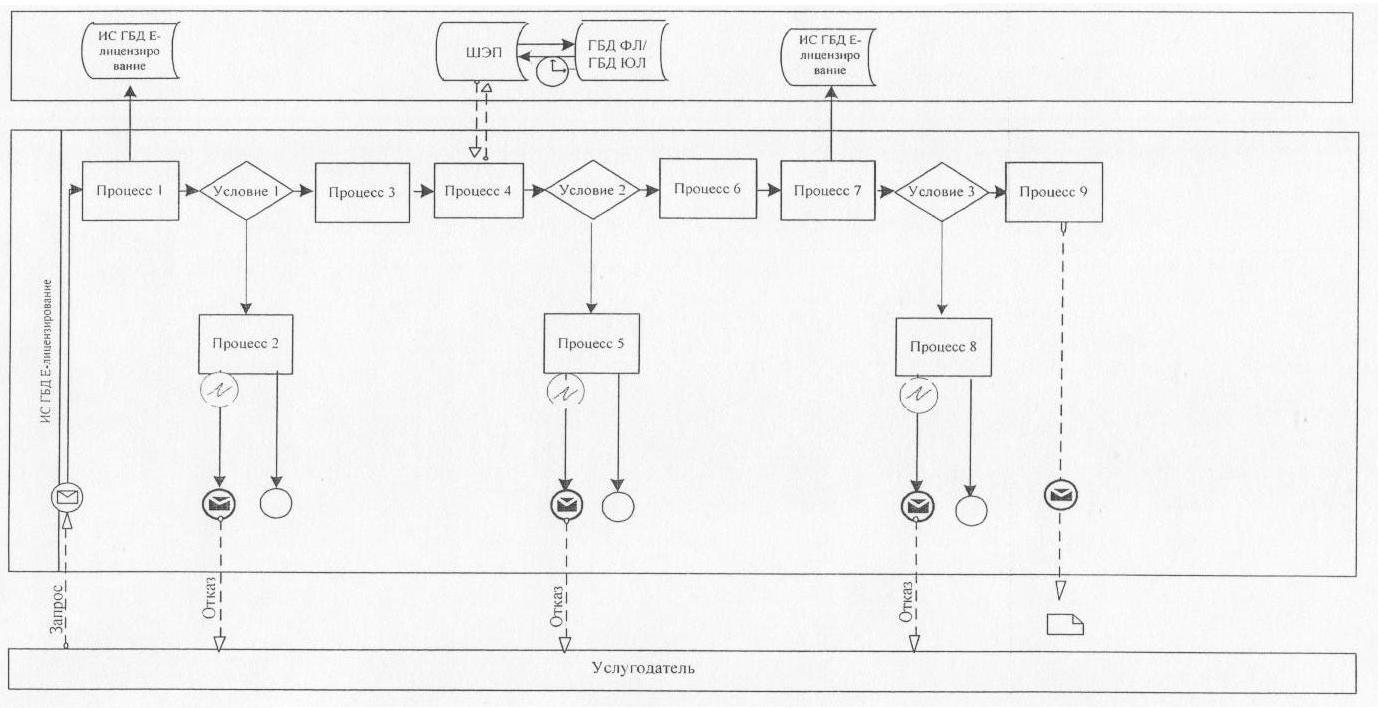 ИС ГБД Е-
лицензиро
вание
ШЭП
ГБД ФЛ/
ГБД ЮЛ
ИС ГБД Е-
лицензиро
вание
Процесс 1
Условие 1
Процесс 3
Процесс 4
Условие 2
Процесс 6
Процесс 7
Условие 3
Процесс 9
Процесс 2
Процесс 5
Процесс 8
ИС ГБД Е-лицензирование
Запрос
Отказ
Отказ
Отказ
Услугодатель